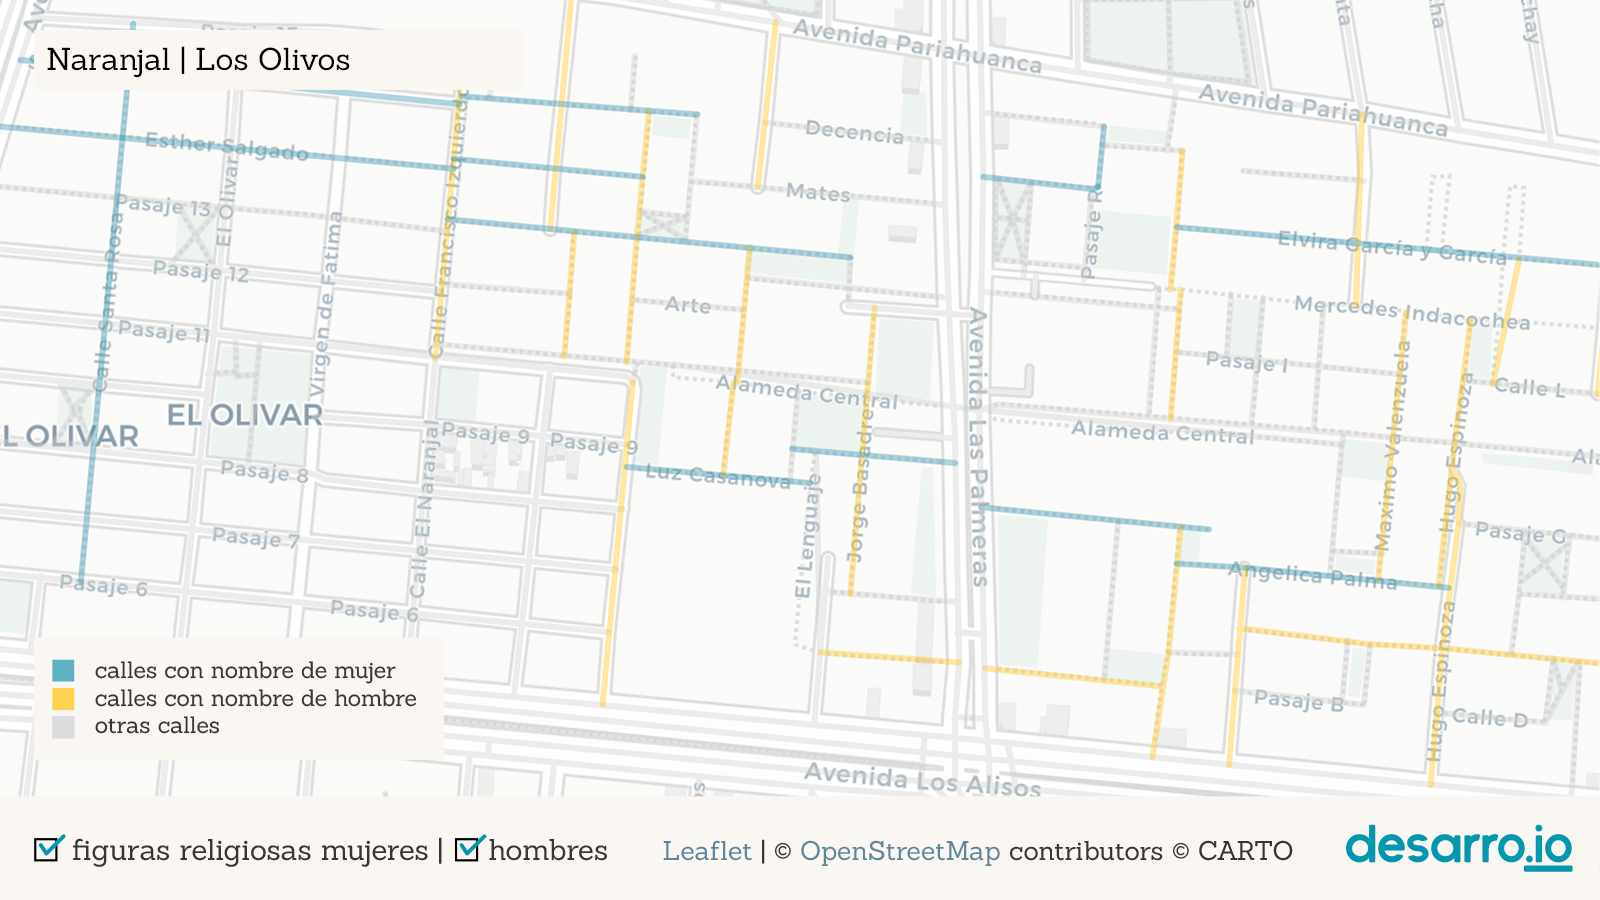 Naranjal | Los Olivos
Avenida Pariahuanca
Avenida Pariahuanca
Esther Salgado
Decencia
Mates
Pasaje 13
El Olivar
Calle Santa Rosa
Virgen de Fatima
Calle Francisco Izquierdo
Pasaje R
Elvira García y García
Pasaje 12
Arte
Mercedes Indacochea
Pasaje 11
Avenida Las Palmeras
Pasaje I
Alameda Central
Calle L
EL OLIVAR
EL OLIVAR
Pasaje 9
Pasaje 9
Alameda Central
Jorge Basadre
Maximo Valenzuela
Hugo Espinoza
Pasaje 8
Luz Casanova
Calle El Naranjal
El Lenguaje
Pasaje G
Pasaje 7
Angelica Palma
Pasaje 6
Pasaje 6
Hugo Espinoza
Pasaje B
Calle D
Avenida Los Alisos
calles con nombre de mujer
calles con nombre de hombre
otras calles
figuras religiosas mujeres | hombres
Leaflet | © OpenStreetMap contributors © CARTO
desarro.io